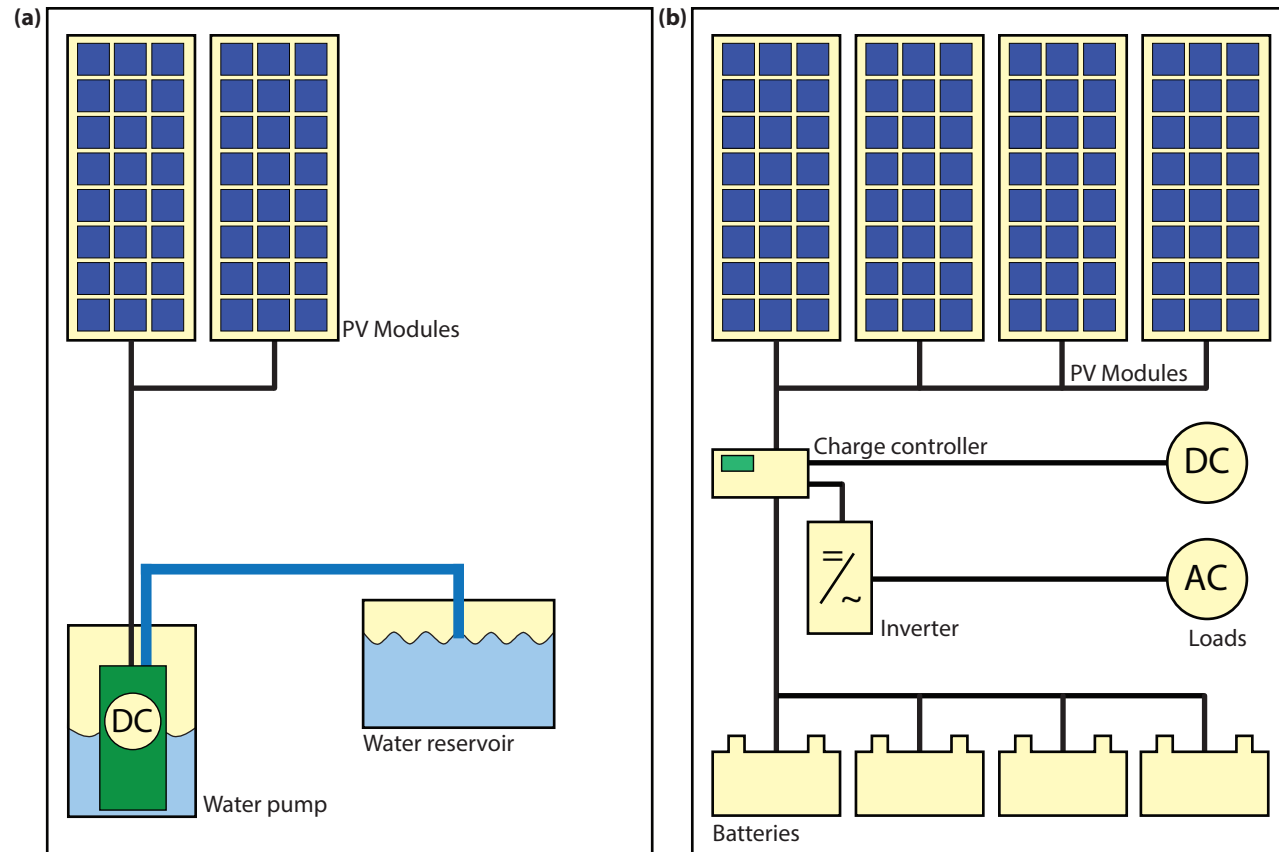 (a)
PV Modules
DC
Water pump
Water reservoir
(b)
PV Modules
Charge controller
DC
=
~
Inverter
AC
Loads
Batteries